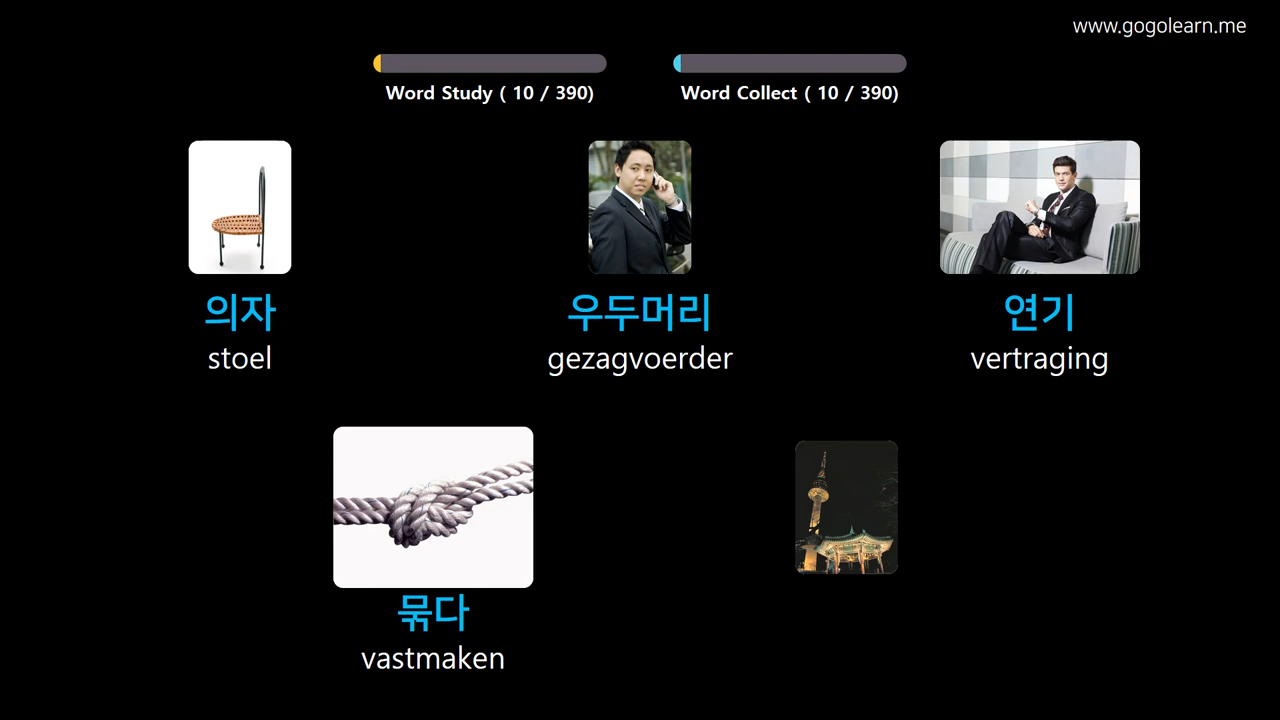 www.gogolearn.me
Word Study ( 10 / 390)
Word Collect ( 10 / 390)
의자
stoel
우두머리
gezagvoerder
연기
vertraging
묶다
vastmaken